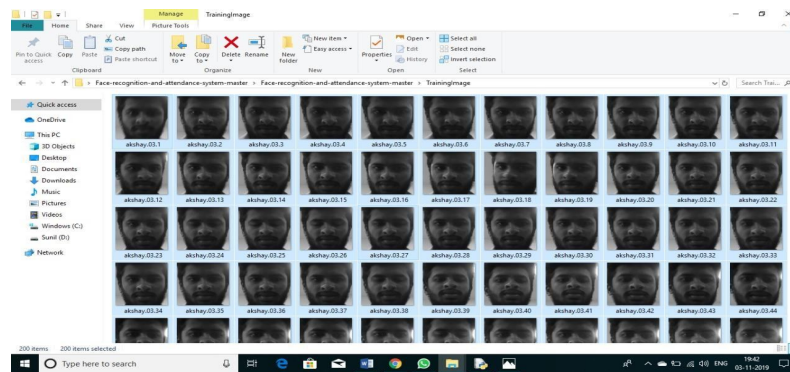 Manage TrainingImage
File Home Share View Picture Tools
Pin to Quick access
Copy
Paste
Cut
Copy path
Paste shortcut
Clipboard
Move to
Copy to
Delete
Rename
Organize
New folder
New item
Easy access
New
Properties
Open
Edit
History
Open
Select all
Select none
Invert selection
Select
Face-recognition-and-attendance-system-master > Face-recognition-and-attendance-system-master > TrainingImage
Search Trai...
Quick access
OneDrive
This PC
3D Objects
Desktop
Documents
Downloads
Music
Pictures
Videos
Windows (C:)
Sunil (D:)
Network
akshay.03.1 akshay.03.2 akshay.03.3 akshay.03.4 akshay.03.5 akshay.03.6 akshay.03.7 akshay.03.8 akshay.03.9 akshay.03.10 akshay.03.11
akshay.03.12 akshay.03.13 akshay.03.14 akshay.03.15 akshay.03.16 akshay.03.17 akshay.03.18 akshay.03.19 akshay.03.20 akshay.03.21 akshay.03.22
akshay.03.23 akshay.03.24 akshay.03.25 akshay.03.26 akshay.03.27 akshay.03.28 akshay.03.29 akshay.03.30 akshay.03.31 akshay.03.32 akshay.03.33
akshay.03.34 akshay.03.35 akshay.03.36 akshay.03.37 akshay.03.38 akshay.03.39 akshay.03.40 akshay.03.41 akshay.03.42 akshay.03.43 akshay.03.44
200 items 200 items selected
Type here to search
ENG
19:42
03-11-2019